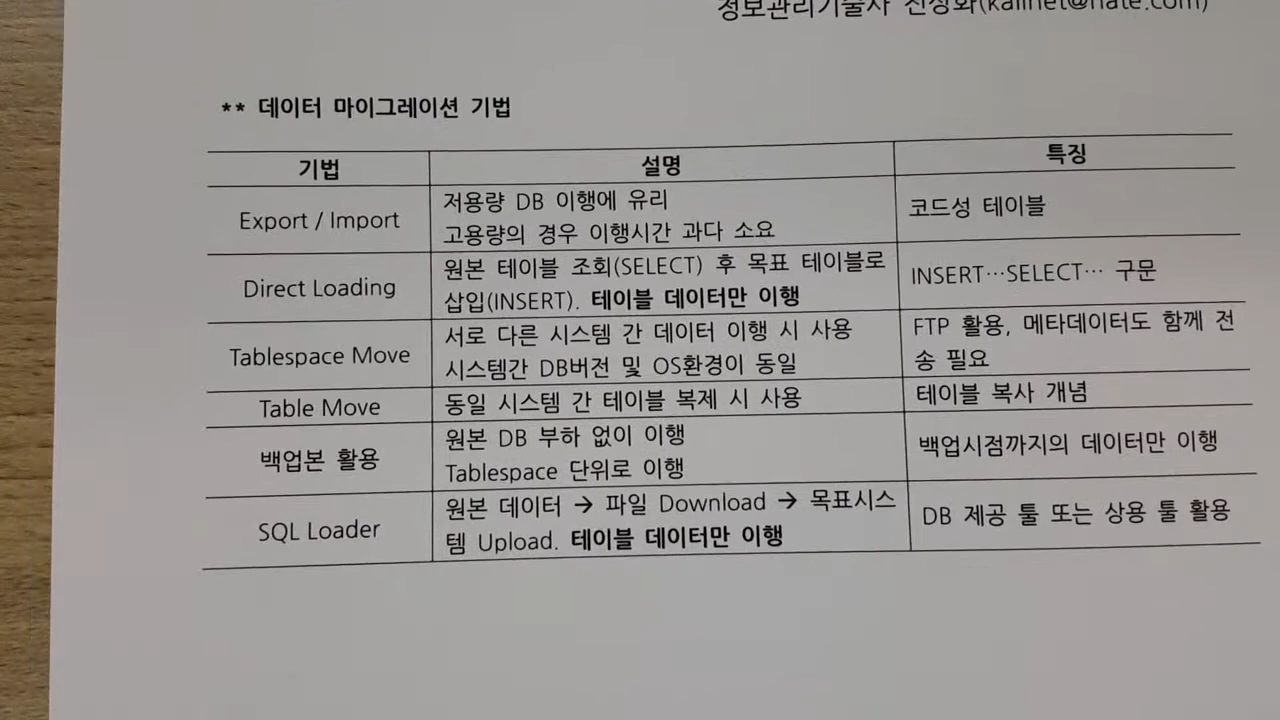 정보관리기술사 진상화(kalinet@nate.com)
** 데이터 마이그레이션 기법
기법 설명 특징
Export / Import
저용량 DB 이행에 유리
고용량의 경우 이행시간 과다 소요
코드성 테이블
Direct Loading
원본 테이블 조회(SELECT) 후 목표 테이블로
삽입(INSERT). 테이블 데이터만 이행
INSERT…SELECT… 구문
Tablespace Move
서로 다른 시스템 간 데이터 이행 시 사용
시스템간 DB버전 및 OS환경이 동일
FTP 활용, 메타데이터도 함께 전
송 필요
Table Move
동일 시스템 간 테이블 복제 시 사용
테이블 복사 개념
백업본 활용
원본 DB 부하 없이 이행
Tablespace 단위로 이행
백업시점까지의 데이터만 이행
SQL Loader
원본 데이터 → 파일 Download → 목표시스
템 Upload. 테이블 데이터만 이행
DB 제공 툴 또는 상용 툴 활용